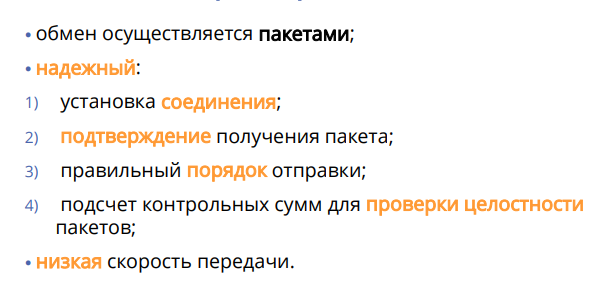 • обмен осуществляется пакетами;
• надежный:
1) установка соединения;
2) подтверждение получения пакета;
3) правильный порядок отправки;
4) подсчет контрольных сумм для проверки целостности
пакетов;
• низкая скорость передачи.